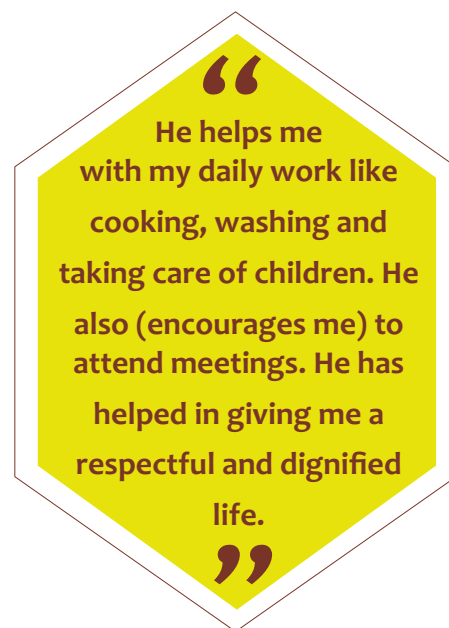 “
He helps me
with my daily work like
cooking, washing and
taking care of children. He
also (encourages me) to
attend meetings. He has
helped in giving me a
respectful and dignified
life.
”